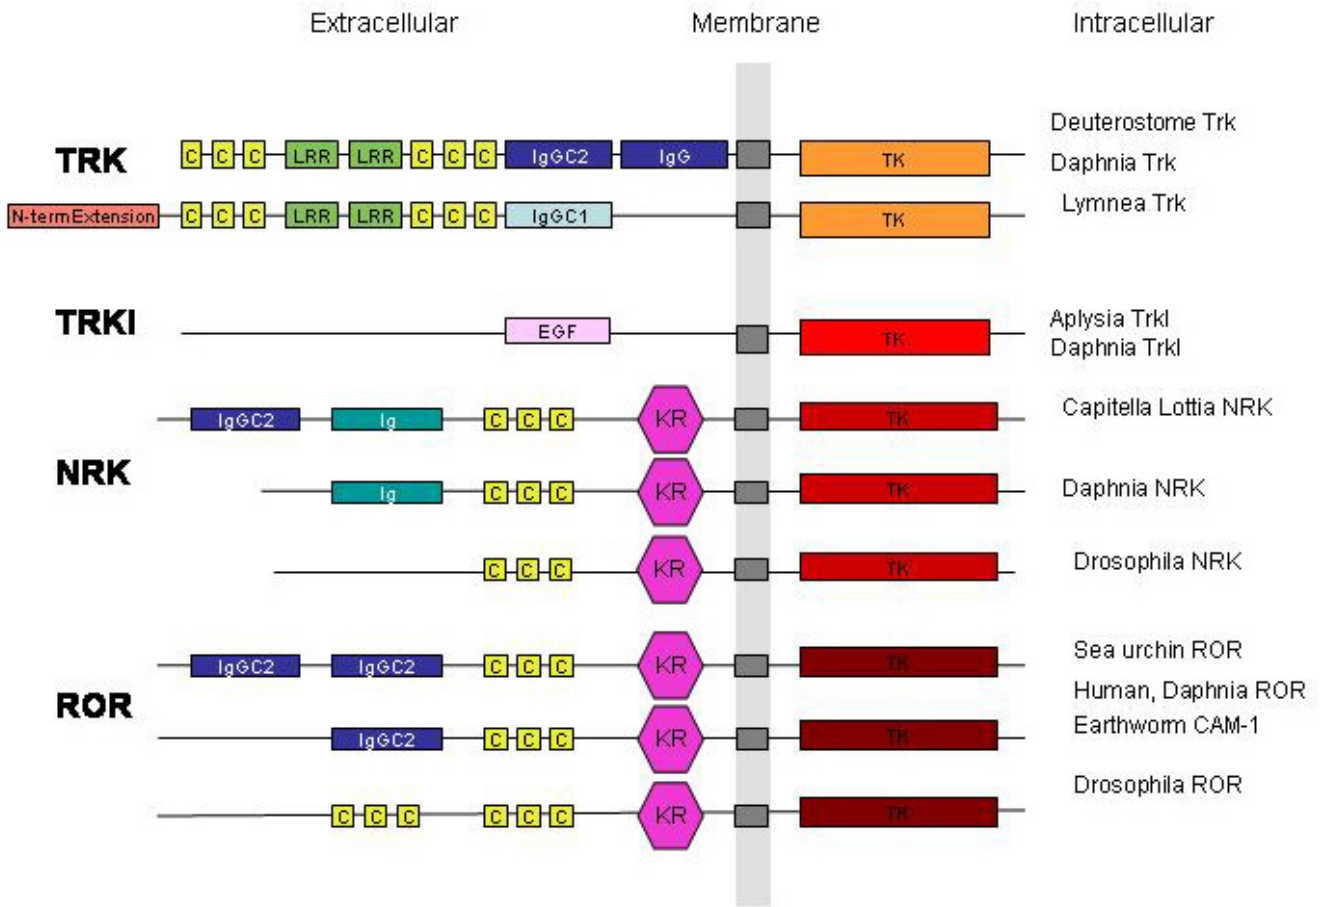 Extracellular Membrane Intracellular
Deuterostome Trk
TRK C C C LRR LRR C C C IgGC2 IgG TK
Daphnia Trk
Lymnea Trk
N-termExtension C C C LRR LRR C C C IgGC1 TK
TRKI EGF TK
Aplysia TrkI
Daphnia TrkI
Capitella Lottia NRK
IgGC2 Ig C C C KR TK
NRK
Ig C C C KR TK Daphnia NRK
C C C KR TK Drosophila NRK
Sea urchin ROR
IgGC2 IgGC2 C C C KR TK
Human, Daphnia ROR
ROR
Earthworm CAM-1
IgGC2 C C C KR TK
Drosophila ROR
C C C C C C KR TK